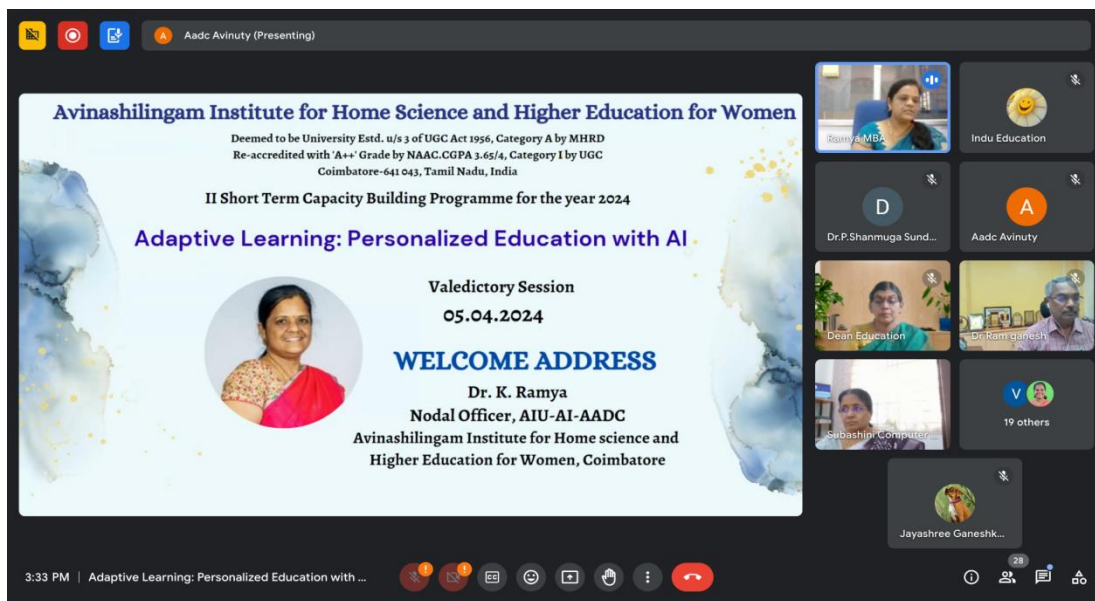 A
Aadc Avinuty (Presenting)
Avinashilingam Institute for Home Science and Higher Education for Women
Deemed to be University Estd. u/s 3 of UGC Act 1956, Category A by MHRD
Re-accredited with 'A++' Grade by NAAC.CGPA 3.65/4, Category I by UGC
Coimbatore-641 043, Tamil Nadu, India
II Short Term Capacity Building Programme for the year 2024
Adaptive Learning: Personalized Education with AI
Valedictory Session
05.04.2024
WELCOME ADDRESS
Dr. K. Ramya
Nodal Officer, AIU-AI-AADC
Avinashilingam Institute for Home science and
Higher Education for Women, Coimbatore
Ramya MBA
Indu Education
D
Dr.P.Shanmuga Sund...
A
Aadc Avinuty
Dean Education
Dr Ram ganesh
Subashini Computer ...
V
19 others
Jayashree Ganeshk...
3:33 PM | Adaptive Learning: Personalized Education with ...
CC
28